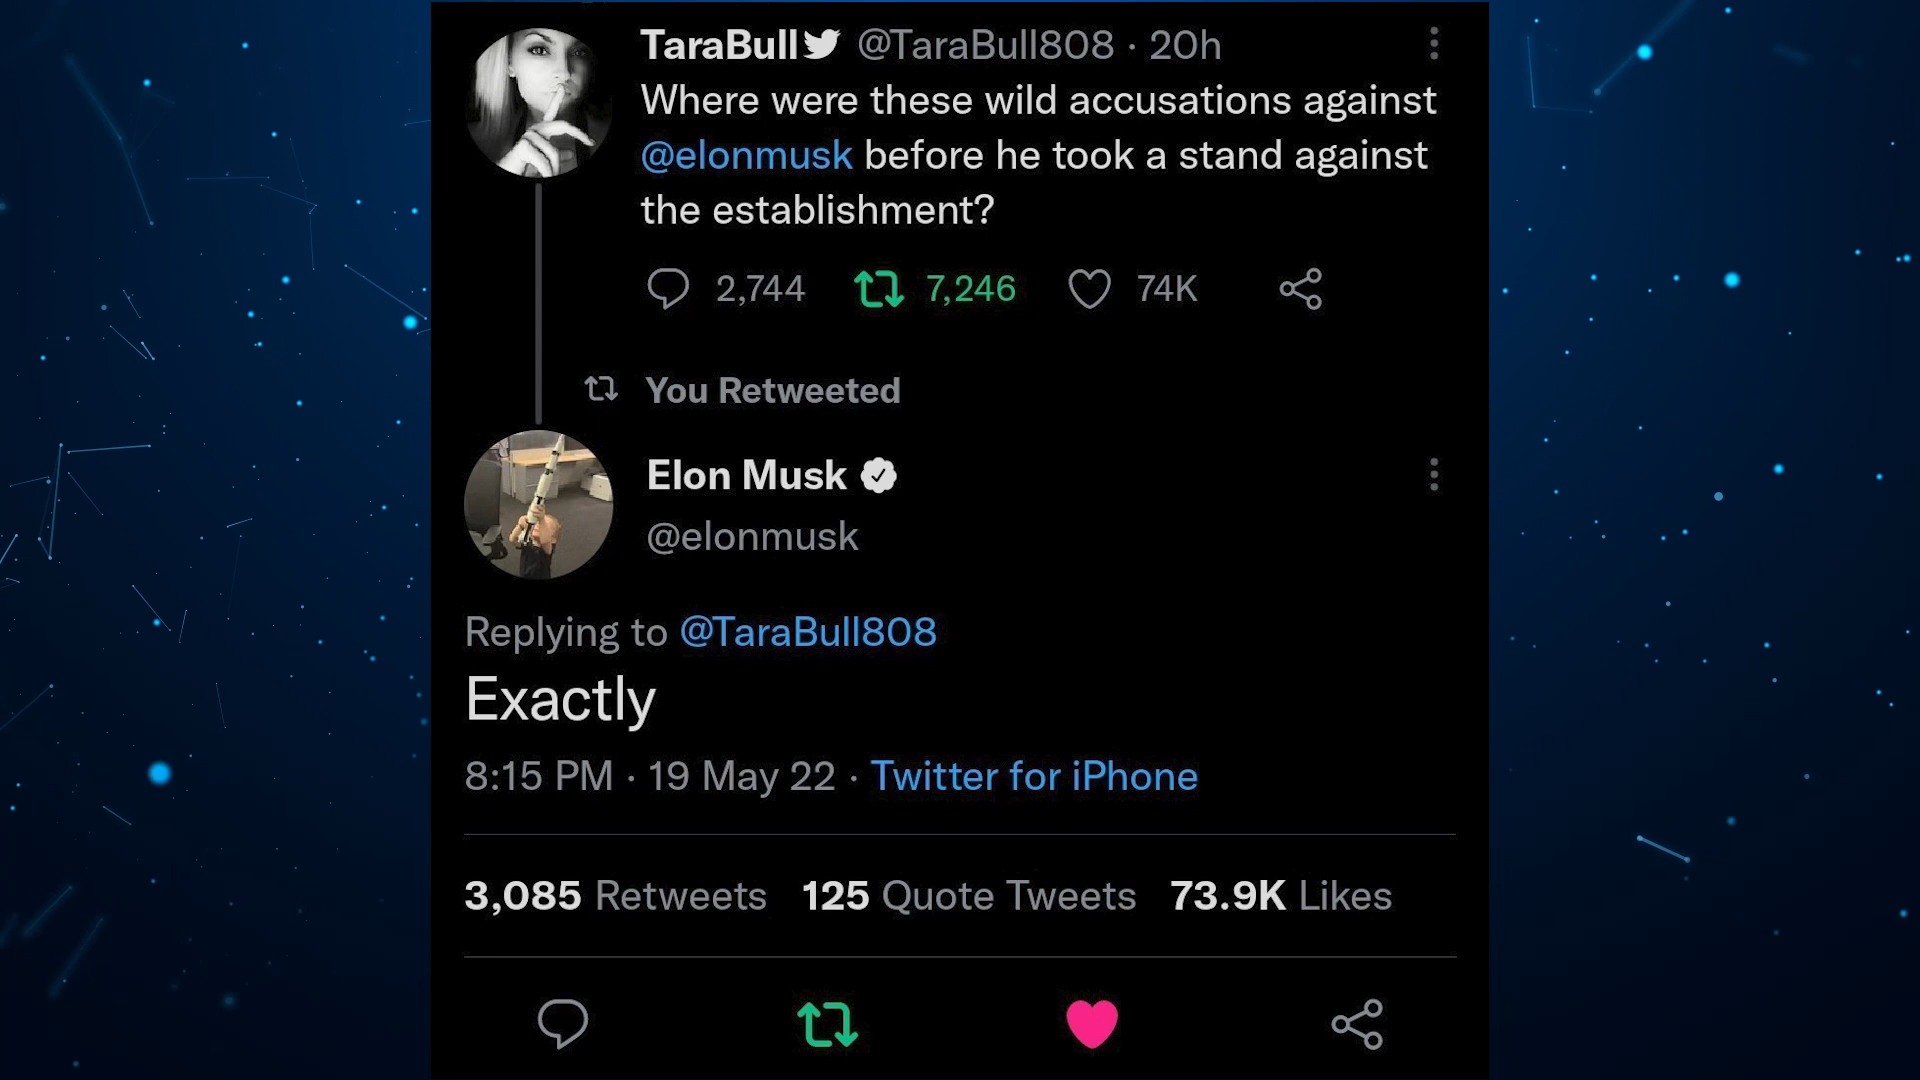 TaraBull @TaraBull808 · 20h
Where were these wild accusations against
@elonmusk before he took a stand against
the establishment?
2,744 7,246 74K
You Retweeted
Elon Musk
@elonmusk
Replying to @TaraBull808
Exactly
8:15 PM · 19 May 22 · Twitter for iPhone
3,085 Retweets 125 Quote Tweets 73.9K Likes